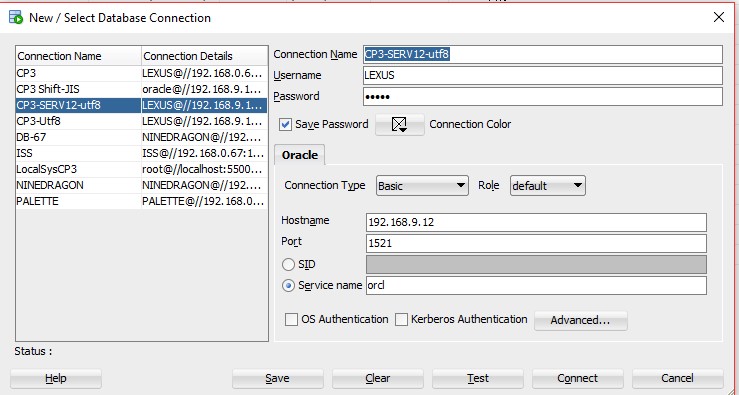 New / Select Database Connection
Connection Name Connection Details
CP3 LEXUS@//192.168.0.6...
CP3 Shift-JIS oracle@//192.168.9.1...
CP3-SERV12-utf8 LEXUS@//192.168.9.1...
CP3-Utf8 LEXUS@//192.168.9.1...
DB-67 NINEDRAGON@//192....
ISS ISS@//192.168.0.67:1...
LocalSysCP3 root@//localhost:5500...
NINEDRAGON NINEDRAGON@//192....
PALETTE PALETTE@//192.168.0...
Connection Name CP3-SERV12-utf8
Username LEXUS
Password •••••
Save Password Connection Color
Oracle
Connection Type Basic Role default
Hostname 192.168.9.12
Port 1521
SID
Service name orcl
OS Authentication Kerberos Authentication Advanced...
Status :
Help Save Clear Test Connect Cancel